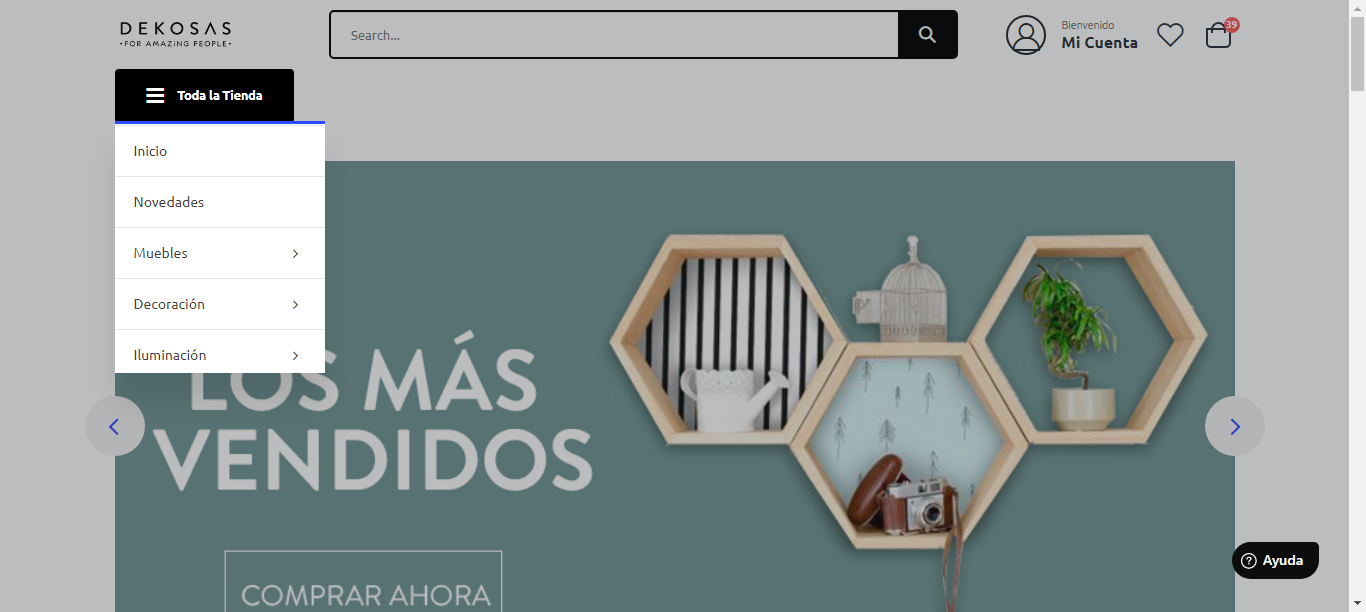 DEKOSAS
•FOR AMAZING PEOPLE•
Search...
Bienvenido
Mi Cuenta
39
Toda la Tienda
Inicio
Novedades
Muebles
Decoración
Iluminación
LOS MÁS
VENDIDOS
COMPRAR AHORA
Ayuda